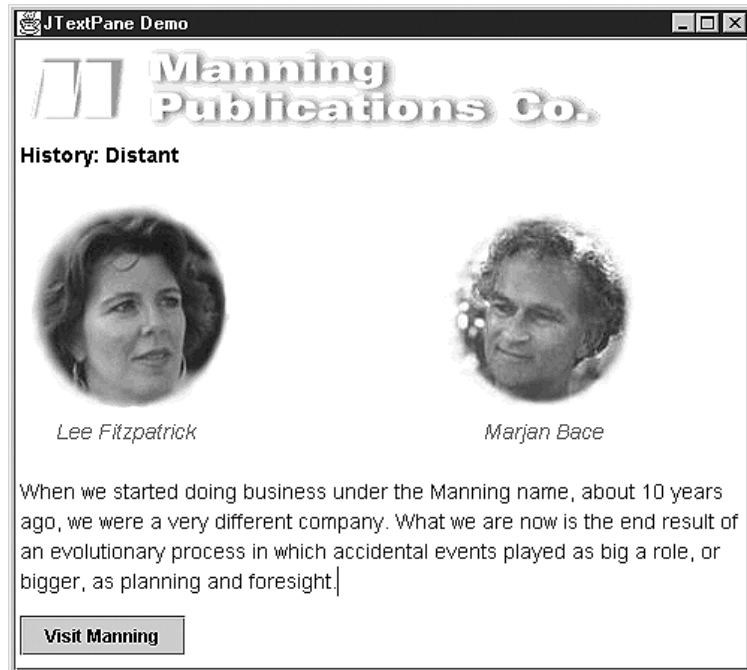 JTextPane Demo
Manning
Publications Co.
History: Distant
Lee Fitzpatrick
Marjan Bace
When we started doing business under the Manning name, about 10 years
ago, we were a very different company. What we are now is the end result of
an evolutionary process in which accidental events played as big a role, or
bigger, as planning and foresight.
Visit Manning